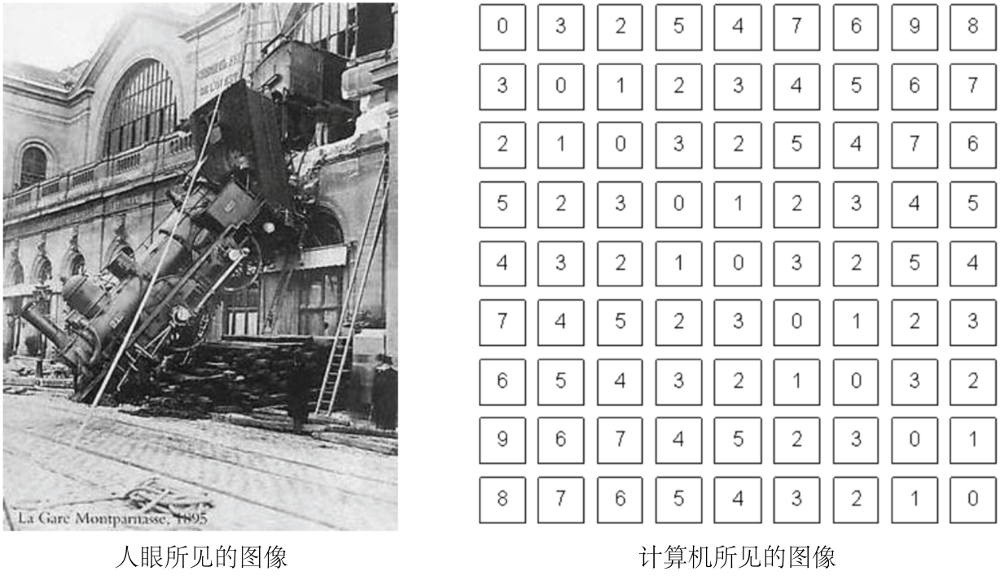 0 3 2 5 4 7 6 9 8
3 0 1 2 3 4 5 6 7
2 1 0 3 2 5 4 7 6
5 2 3 0 1 2 3 4 5
4 3 2 1 0 3 2 5 4
7 4 5 2 3 0 1 2 3
6 5 4 3 2 1 0 3 2
9 6 7 4 5 2 3 0 1
8 7 6 5 4 3 2 1 0
La Gare Montparnasse, 1895
人眼所见的图像
计算机所见的图像